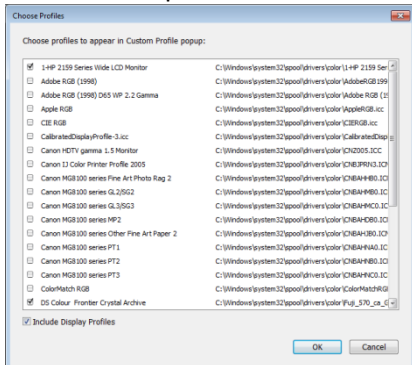 Choose Profiles
Choose profiles to appear in Custom Profile popup:
1-HP 2159 Series Wide LCD Monitor C:\Windows\system32\spool\drivers\color\1-HP 2159 Ser
Adobe RGB (1998) C:\Windows\system32\spool\drivers\color\AdobeRGB199
Adobe RGB (1998) D65 WP 2.2 Gamma C:\Windows\system32\spool\drivers\color\Adobe RGB (19
Apple RGB C:\Windows\system32\spool\drivers\color\AppleRGB.icc
CIE RGB C:\Windows\system32\spool\drivers\color\CIERGB.icc
CalibratedDisplayProfile-3.icc C:\Windows\system32\spool\drivers\color\CalibratedDisp
Canon HDTV gamma 1.5 Monitor C:\Windows\system32\spool\drivers\color\CNZ005.ICC
Canon IJ Color Printer Profile 2005 C:\Windows\system32\spool\drivers\color\CNBJPRN3.ICM
Canon MG8100 series Fine Art Photo Rag 2 C:\Windows\system32\spool\drivers\color\CNBAHHB0.IC
Canon MG8100 series GL2/SG2 C:\Windows\system32\spool\drivers\color\CNBAHMB0.IC
Canon MG8100 series GL3/SG3 C:\Windows\system32\spool\drivers\color\CNBAHMC0.IC
Canon MG8100 series MP2 C:\Windows\system32\spool\drivers\color\CNBAHDB0.IC
Canon MG8100 series Other Fine Art Paper 2 C:\Windows\system32\spool\drivers\color\CNBAHJB0.IC
Canon MG8100 series PT1 C:\Windows\system32\spool\drivers\color\CNBAHNA0.IC
Canon MG8100 series PT2 C:\Windows\system32\spool\drivers\color\CNBAHNB0.IC
Canon MG8100 series PT3 C:\Windows\system32\spool\drivers\color\CNBAHNC0.IC
ColorMatch RGB C:\Windows\system32\spool\drivers\color\ColorMatchRG
DS Colour Frontier Crystal Archive C:\Windows\system32\spool\drivers\color\Fuji_570_ca_G
Include Display Profiles
OK Cancel